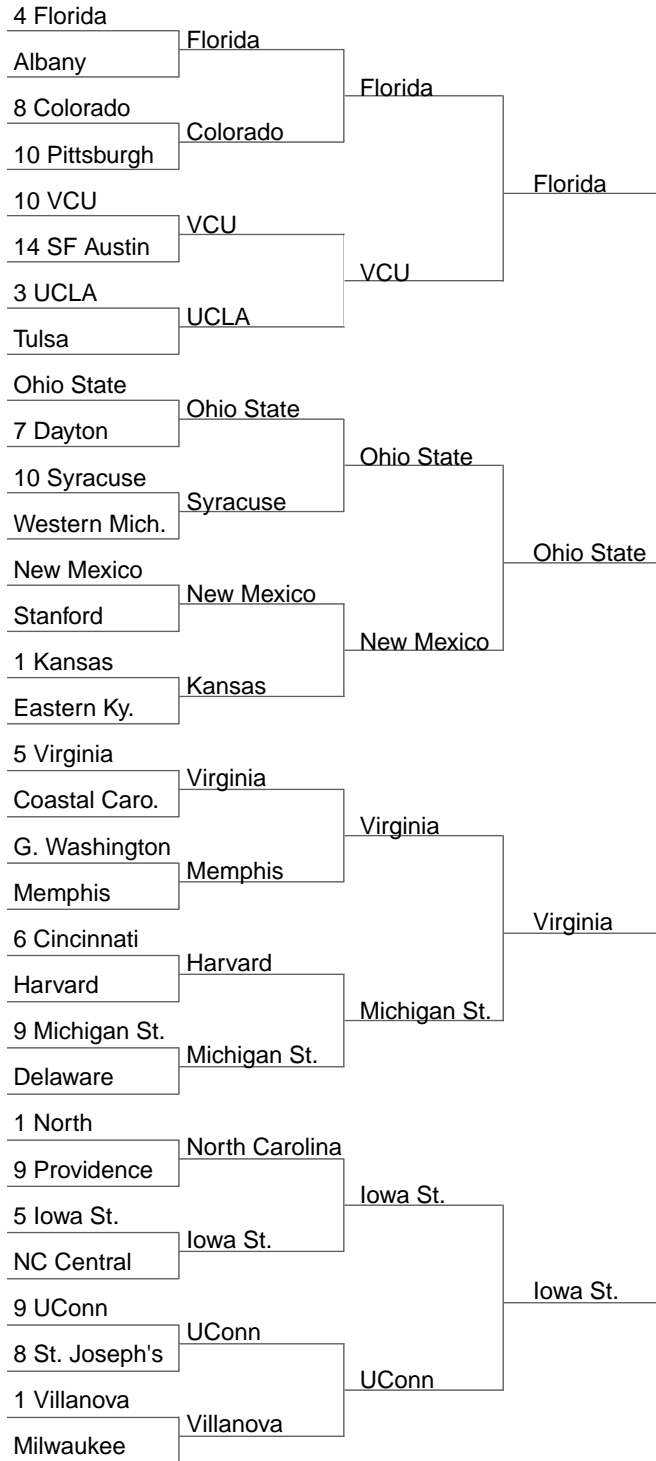 4 Florida
Albany
8 Colorado
10 Pittsburgh
10 VCU
14 SF Austin
3 UCLA
Tulsa
Ohio State
7 Dayton
10 Syracuse
Western Mich.
New Mexico
Stanford
1 Kansas
Eastern Ky.
5 Virginia
Coastal Caro.
G. Washington
Memphis
6 Cincinnati
Harvard
9 Michigan St.
Delaware
1 North
9 Providence
5 Iowa St.
NC Central
9 UConn
8 St. Joseph's
1 Villanova
Milwaukee
Florida
Colorado
VCU
UCLA
Ohio State
Syracuse
New Mexico
Kansas
Virginia
Memphis
Harvard
Michigan St.
North Carolina
Iowa St.
UConn
Villanova
Florida
VCU
Ohio State
New Mexico
Virginia
Michigan St.
Iowa St.
UConn
Florida
Ohio State
Virginia
Iowa St.